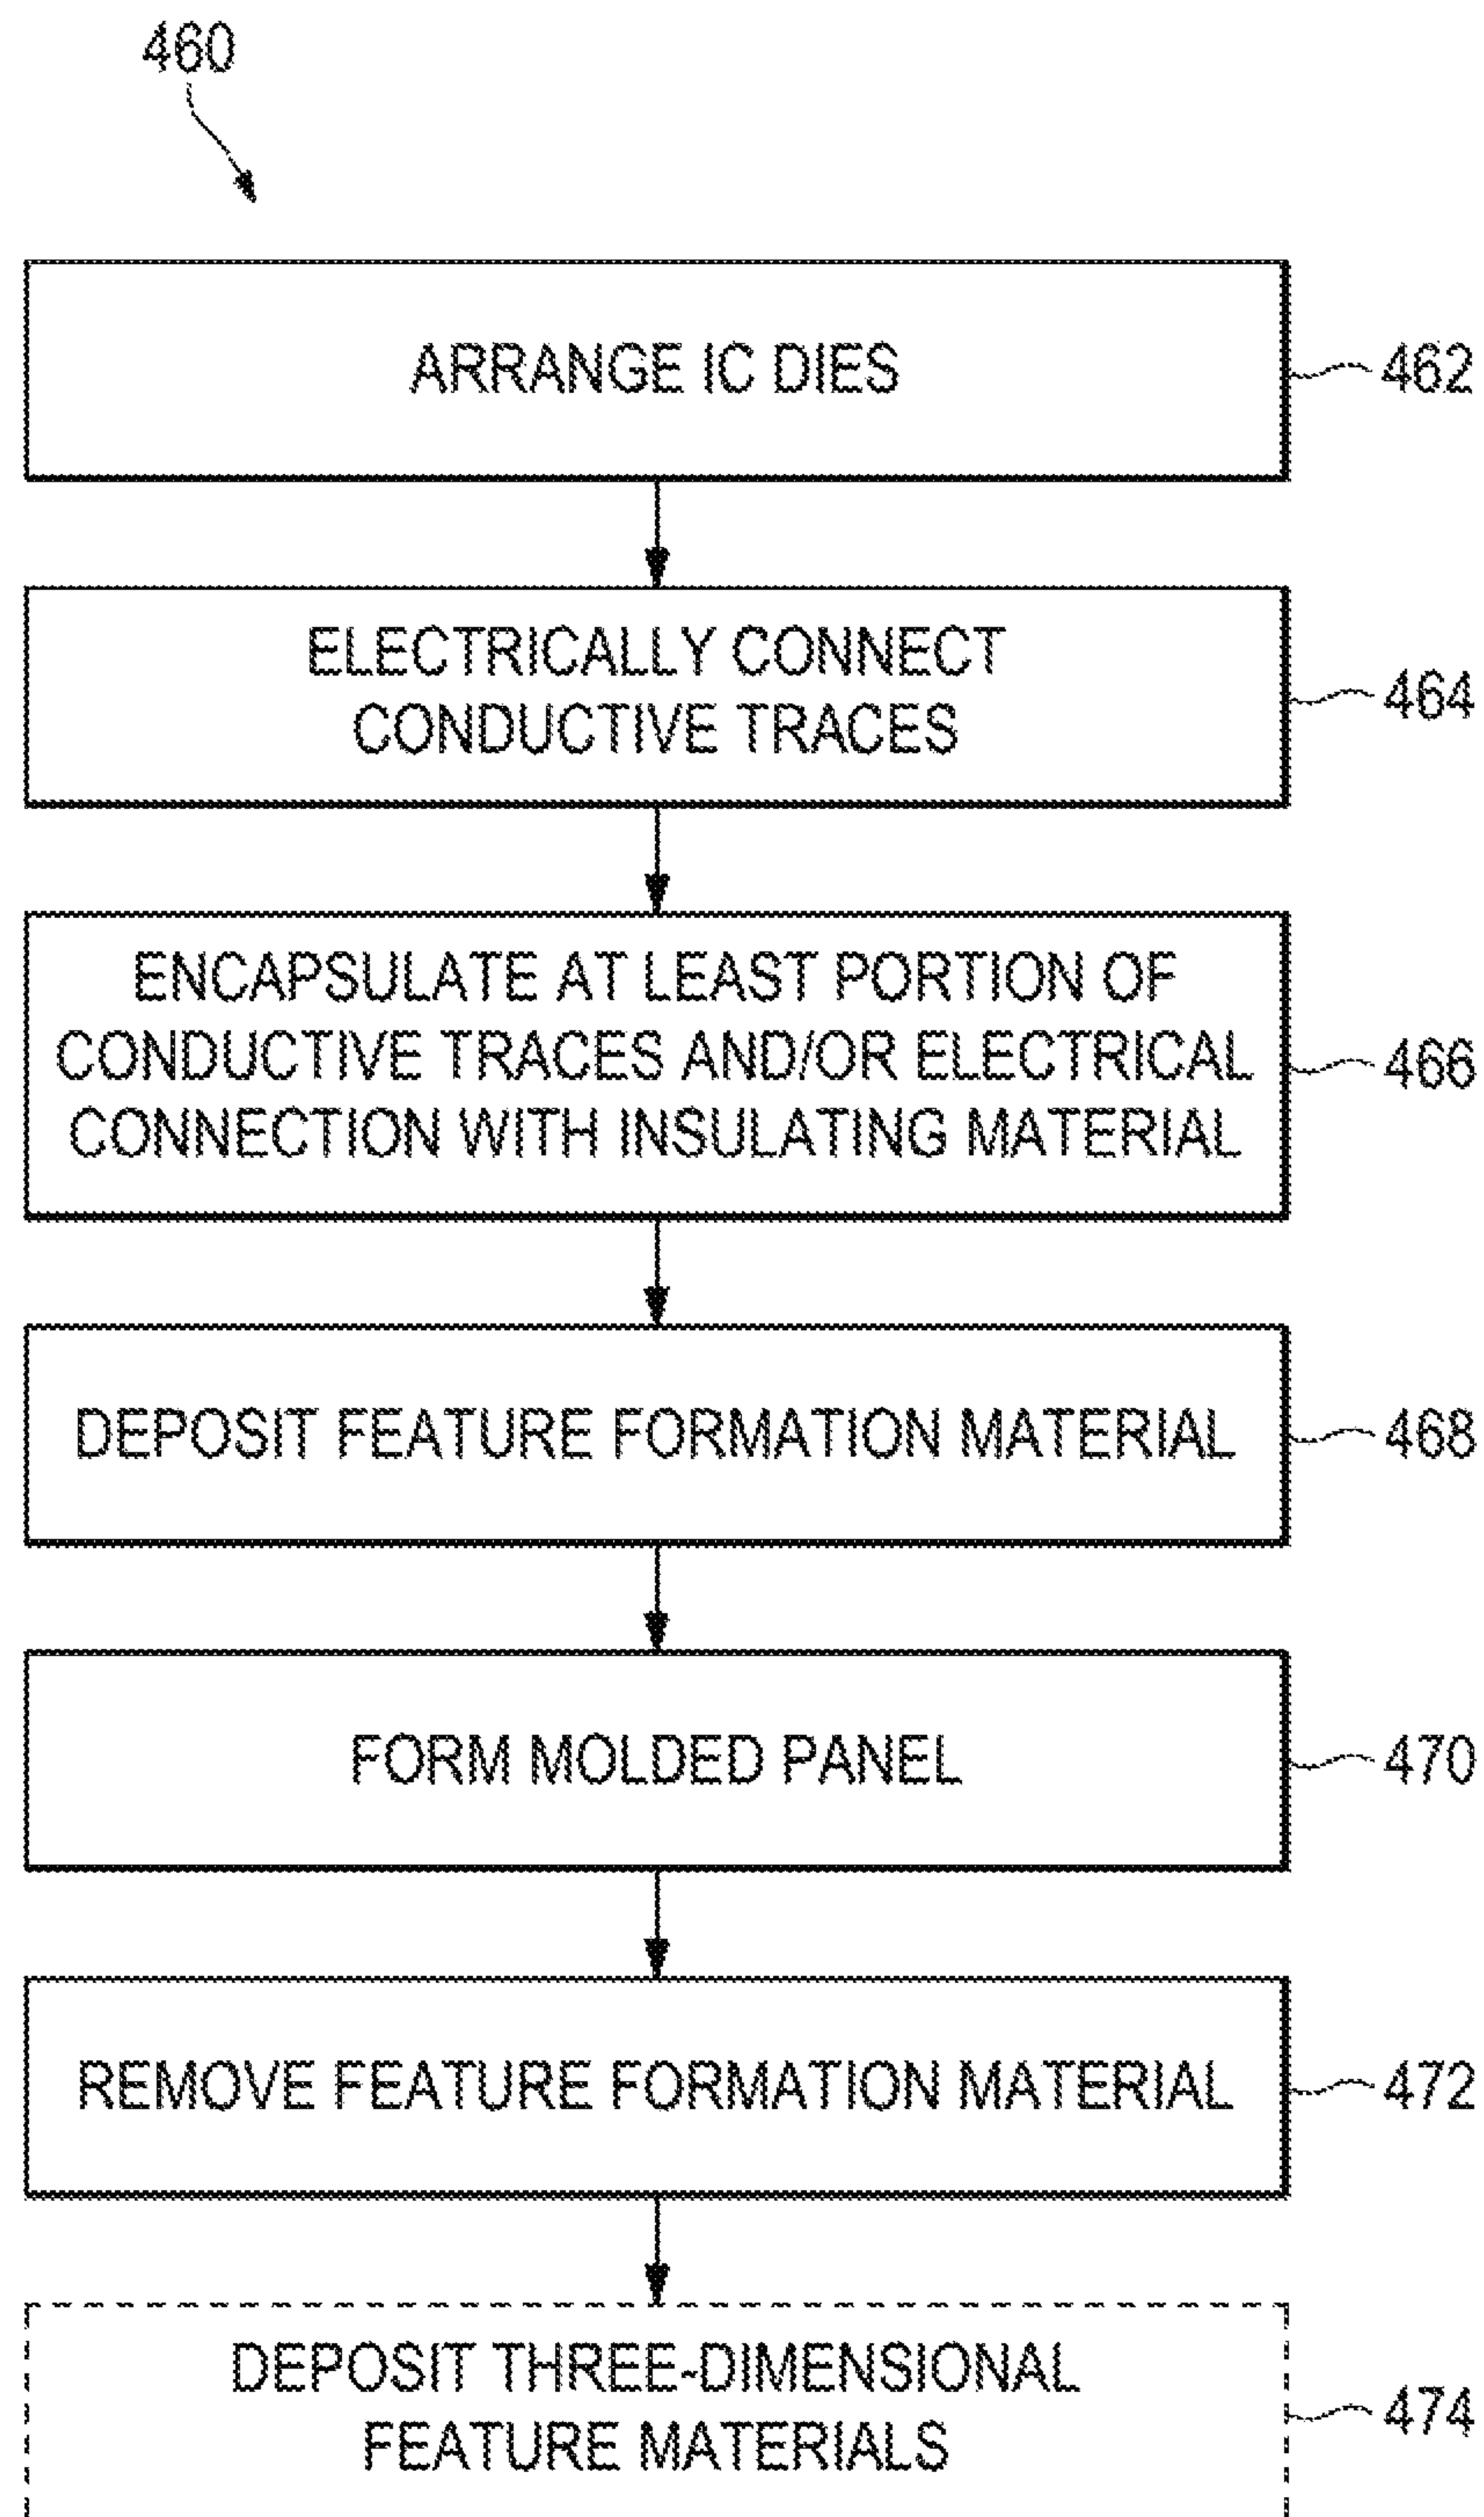 460
ARRANGE IC DIES
462
ELECTRICALLY CONNECT
CONDUCTIVE TRACES
464
ENCAPSULATE AT LEAST PORTION OF
CONDUCTIVE TRACES AND/OR ELECTRICAL
CONNECTION WITH INSULATING MATERIAL
466
DEPOSIT FEATURE FORMATION MATERIAL
468
FORM MOLDED PANEL
470
REMOVE FEATURE FORMATION MATERIAL
472
DEPOSIT THREE-DIMENSIONAL
FEATURE MATERIALS
474